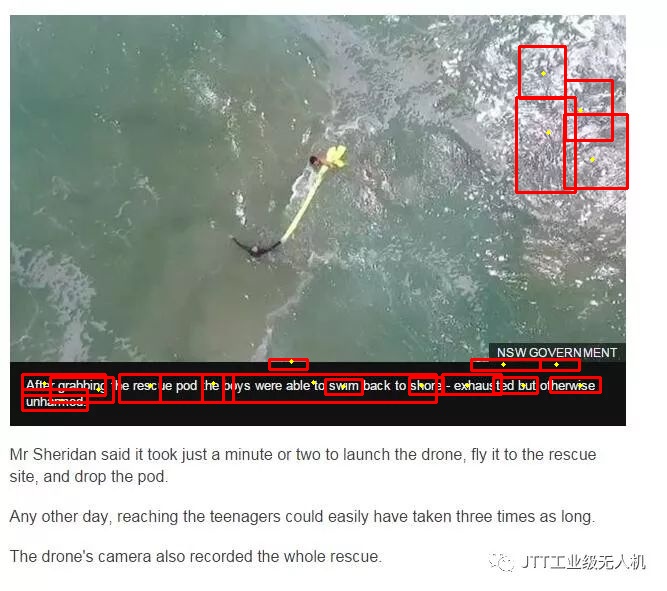 NSW GOVERNMENT
After grabbing the rescue pod the boys were able to swim back to shore - exhausted but otherwise
unharmed.
Mr Sheridan said it took just a minute or two to launch the drone, fly it to the rescue
site, and drop the pod.
Any other day, reaching the teenagers could easily have taken three times as long.
The drone's camera also recorded the whole rescue.
JTT工业级无人机